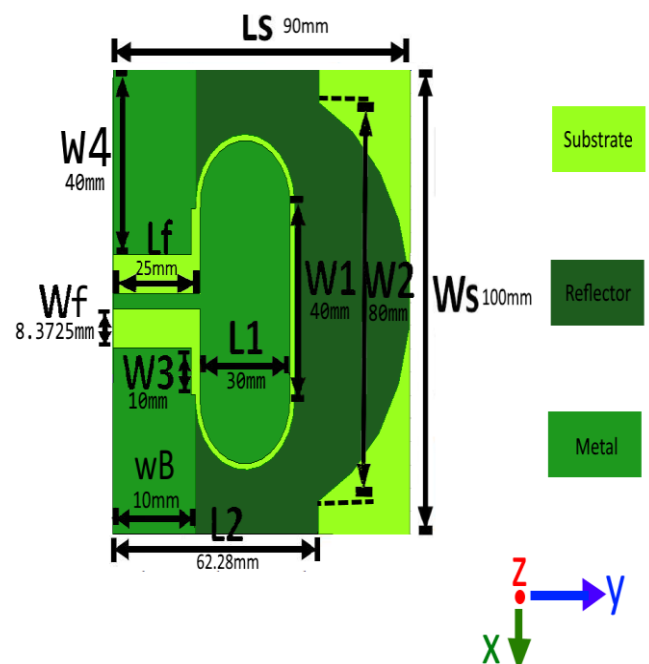 Ls 90mm
W4
40mm
Substrate
Lf
25mm
Wf
8.3725mm
W1
40mm
W2
80mm
Ws 100mm
Reflector
L1
30mm
W3
10mm
wB
10mm
Metal
L2
62.28mm
Z
y
x